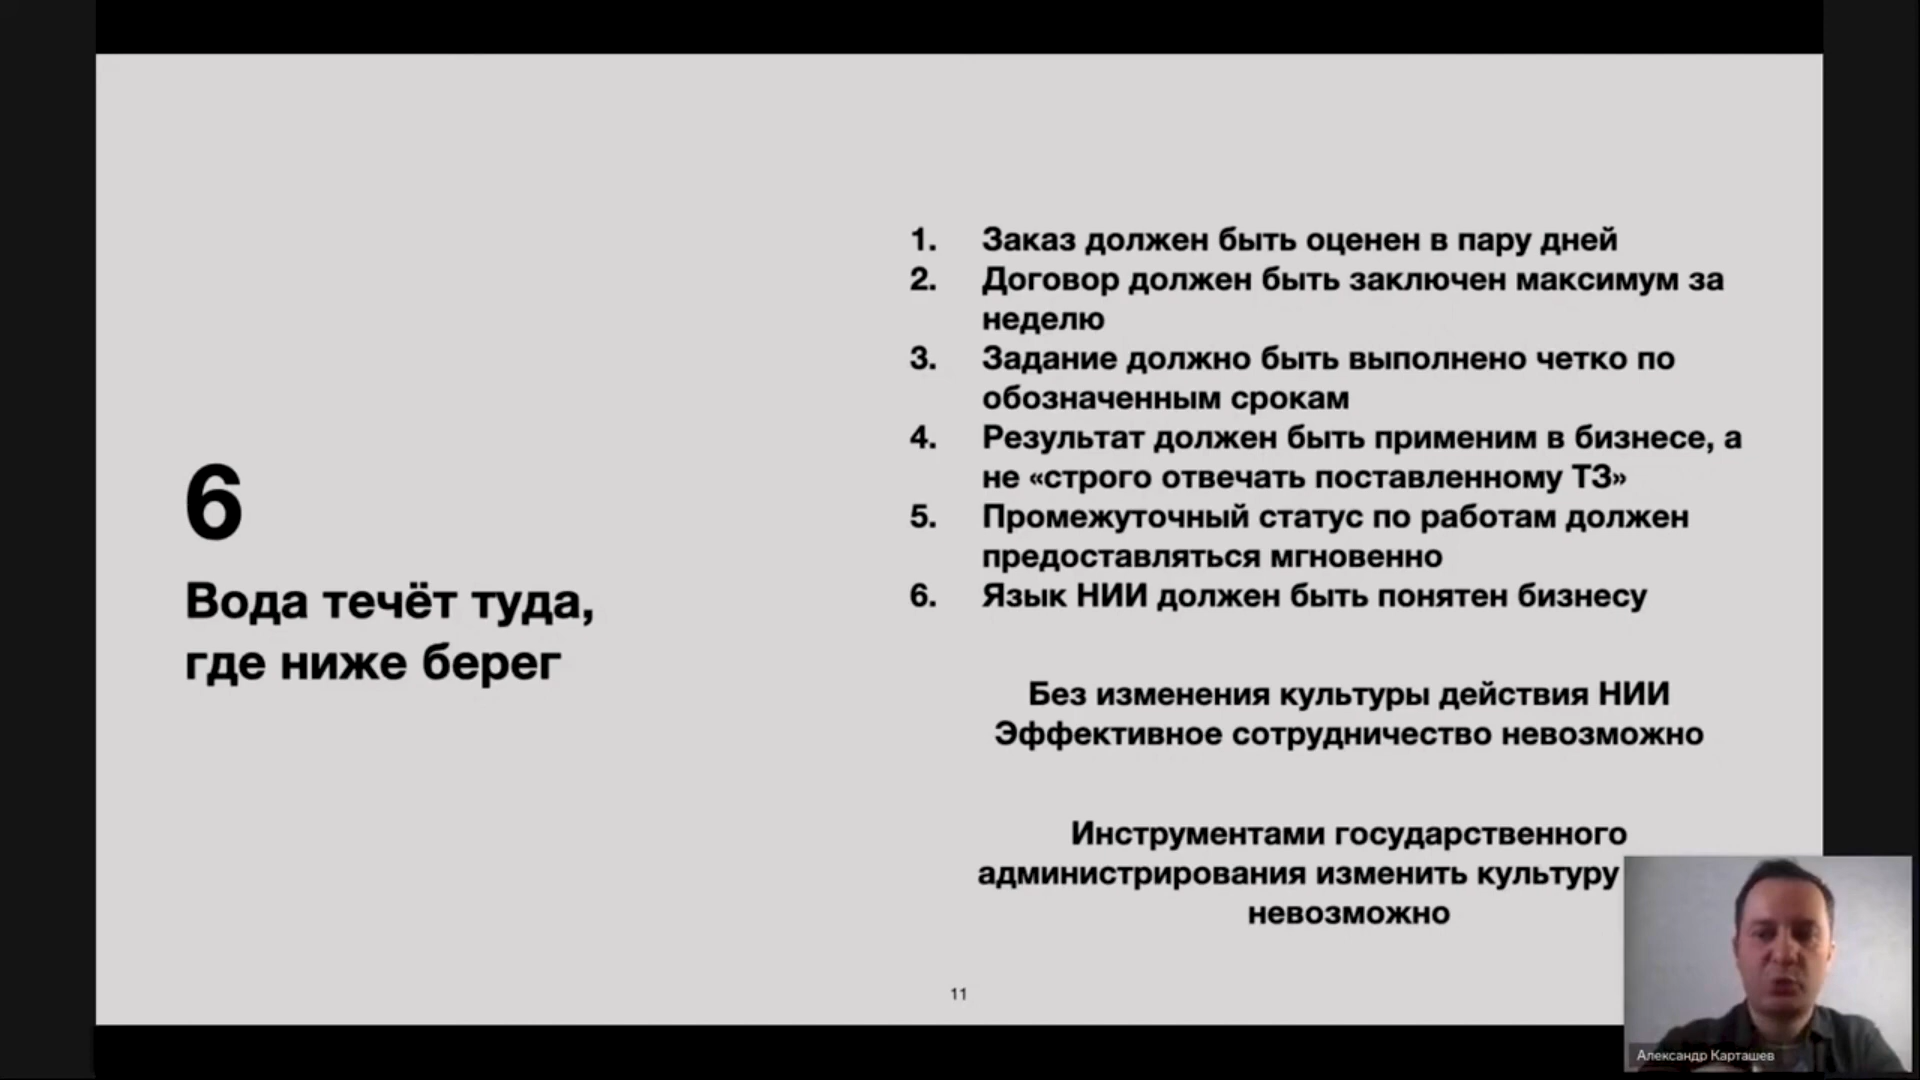 6
Вода течёт туда,
где ниже берег
1. Заказ должен быть оценен в пару дней
2. Договор должен быть заключен максимум за
неделю
3. Задание должно быть выполнено четко по
обозначенным срокам
4. Результат должен быть применим в бизнесе, а
не «строго отвечать поставленному ТЗ»
5. Промежуточный статус по работам должен
предоставляться мгновенно
6. Язык НИИ должен быть понятен бизнесу
Без изменения культуры действия НИИ
Эффективное сотрудничество невозможно
Инструментами государственного
администрирования изменить культуру
невозможно
11
Александр Карташев